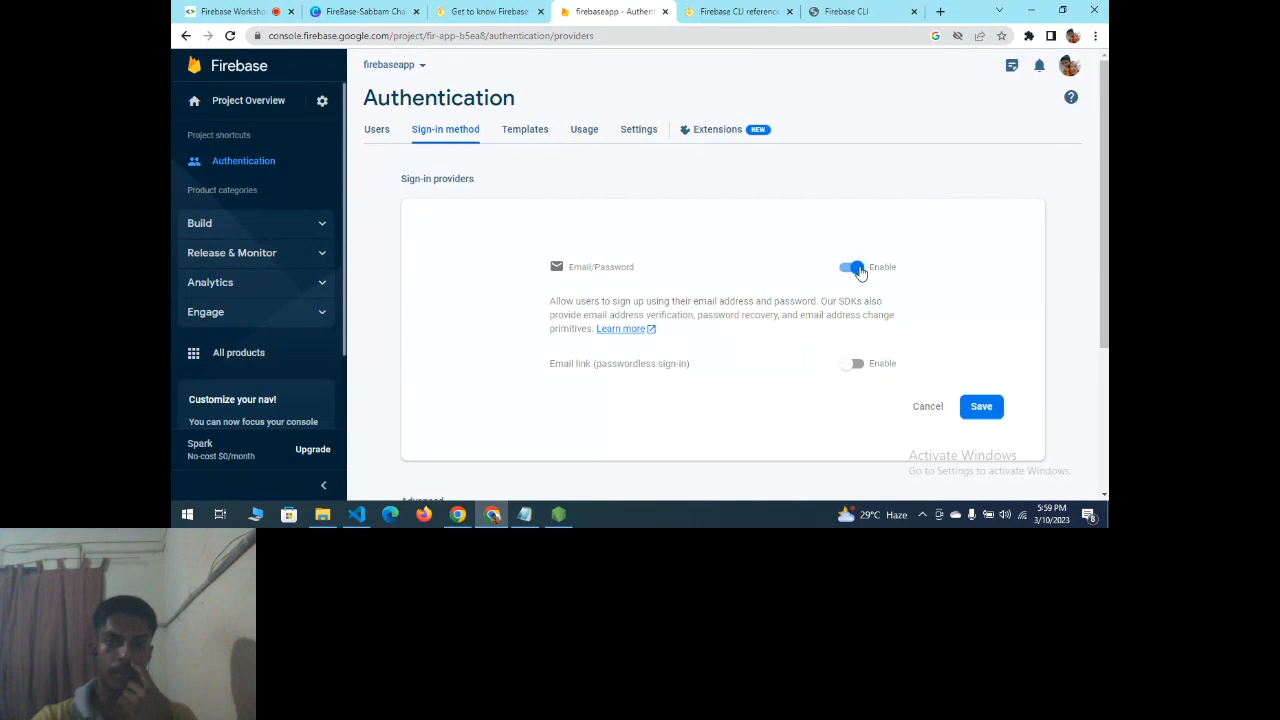 Firebase Worksho
FireBase-Sabbam Cha
Get to know Firebase
firebaseapp - Authent
Firebase CLI reference
Firebase CLI
console.firebase.google.com/project/fir-app-b5ea8/authentication/providers
Firebase
Project Overview
Project shortcuts
Authentication
Product categories
Build
Release & Monitor
Analytics
Engage
All products
Customize your nav!
You can now focus your console
Spark
No-cost $0/month
Upgrade
firebaseapp
Authentication
Users
Sign-in method
Templates
Usage
Settings
Extensions NEW
Sign-in providers
Email/Password
Enable
Allow users to sign up using their email address and password. Our SDKs also
provide email address verification, password recovery, and email address change
primitives. Learn more
Email link (passwordless sign-in)
Enable
Cancel
Save
Activate Windows
Go to Settings to activate Windows.
29°C Haze
5:59 PM
3/10/2023
8